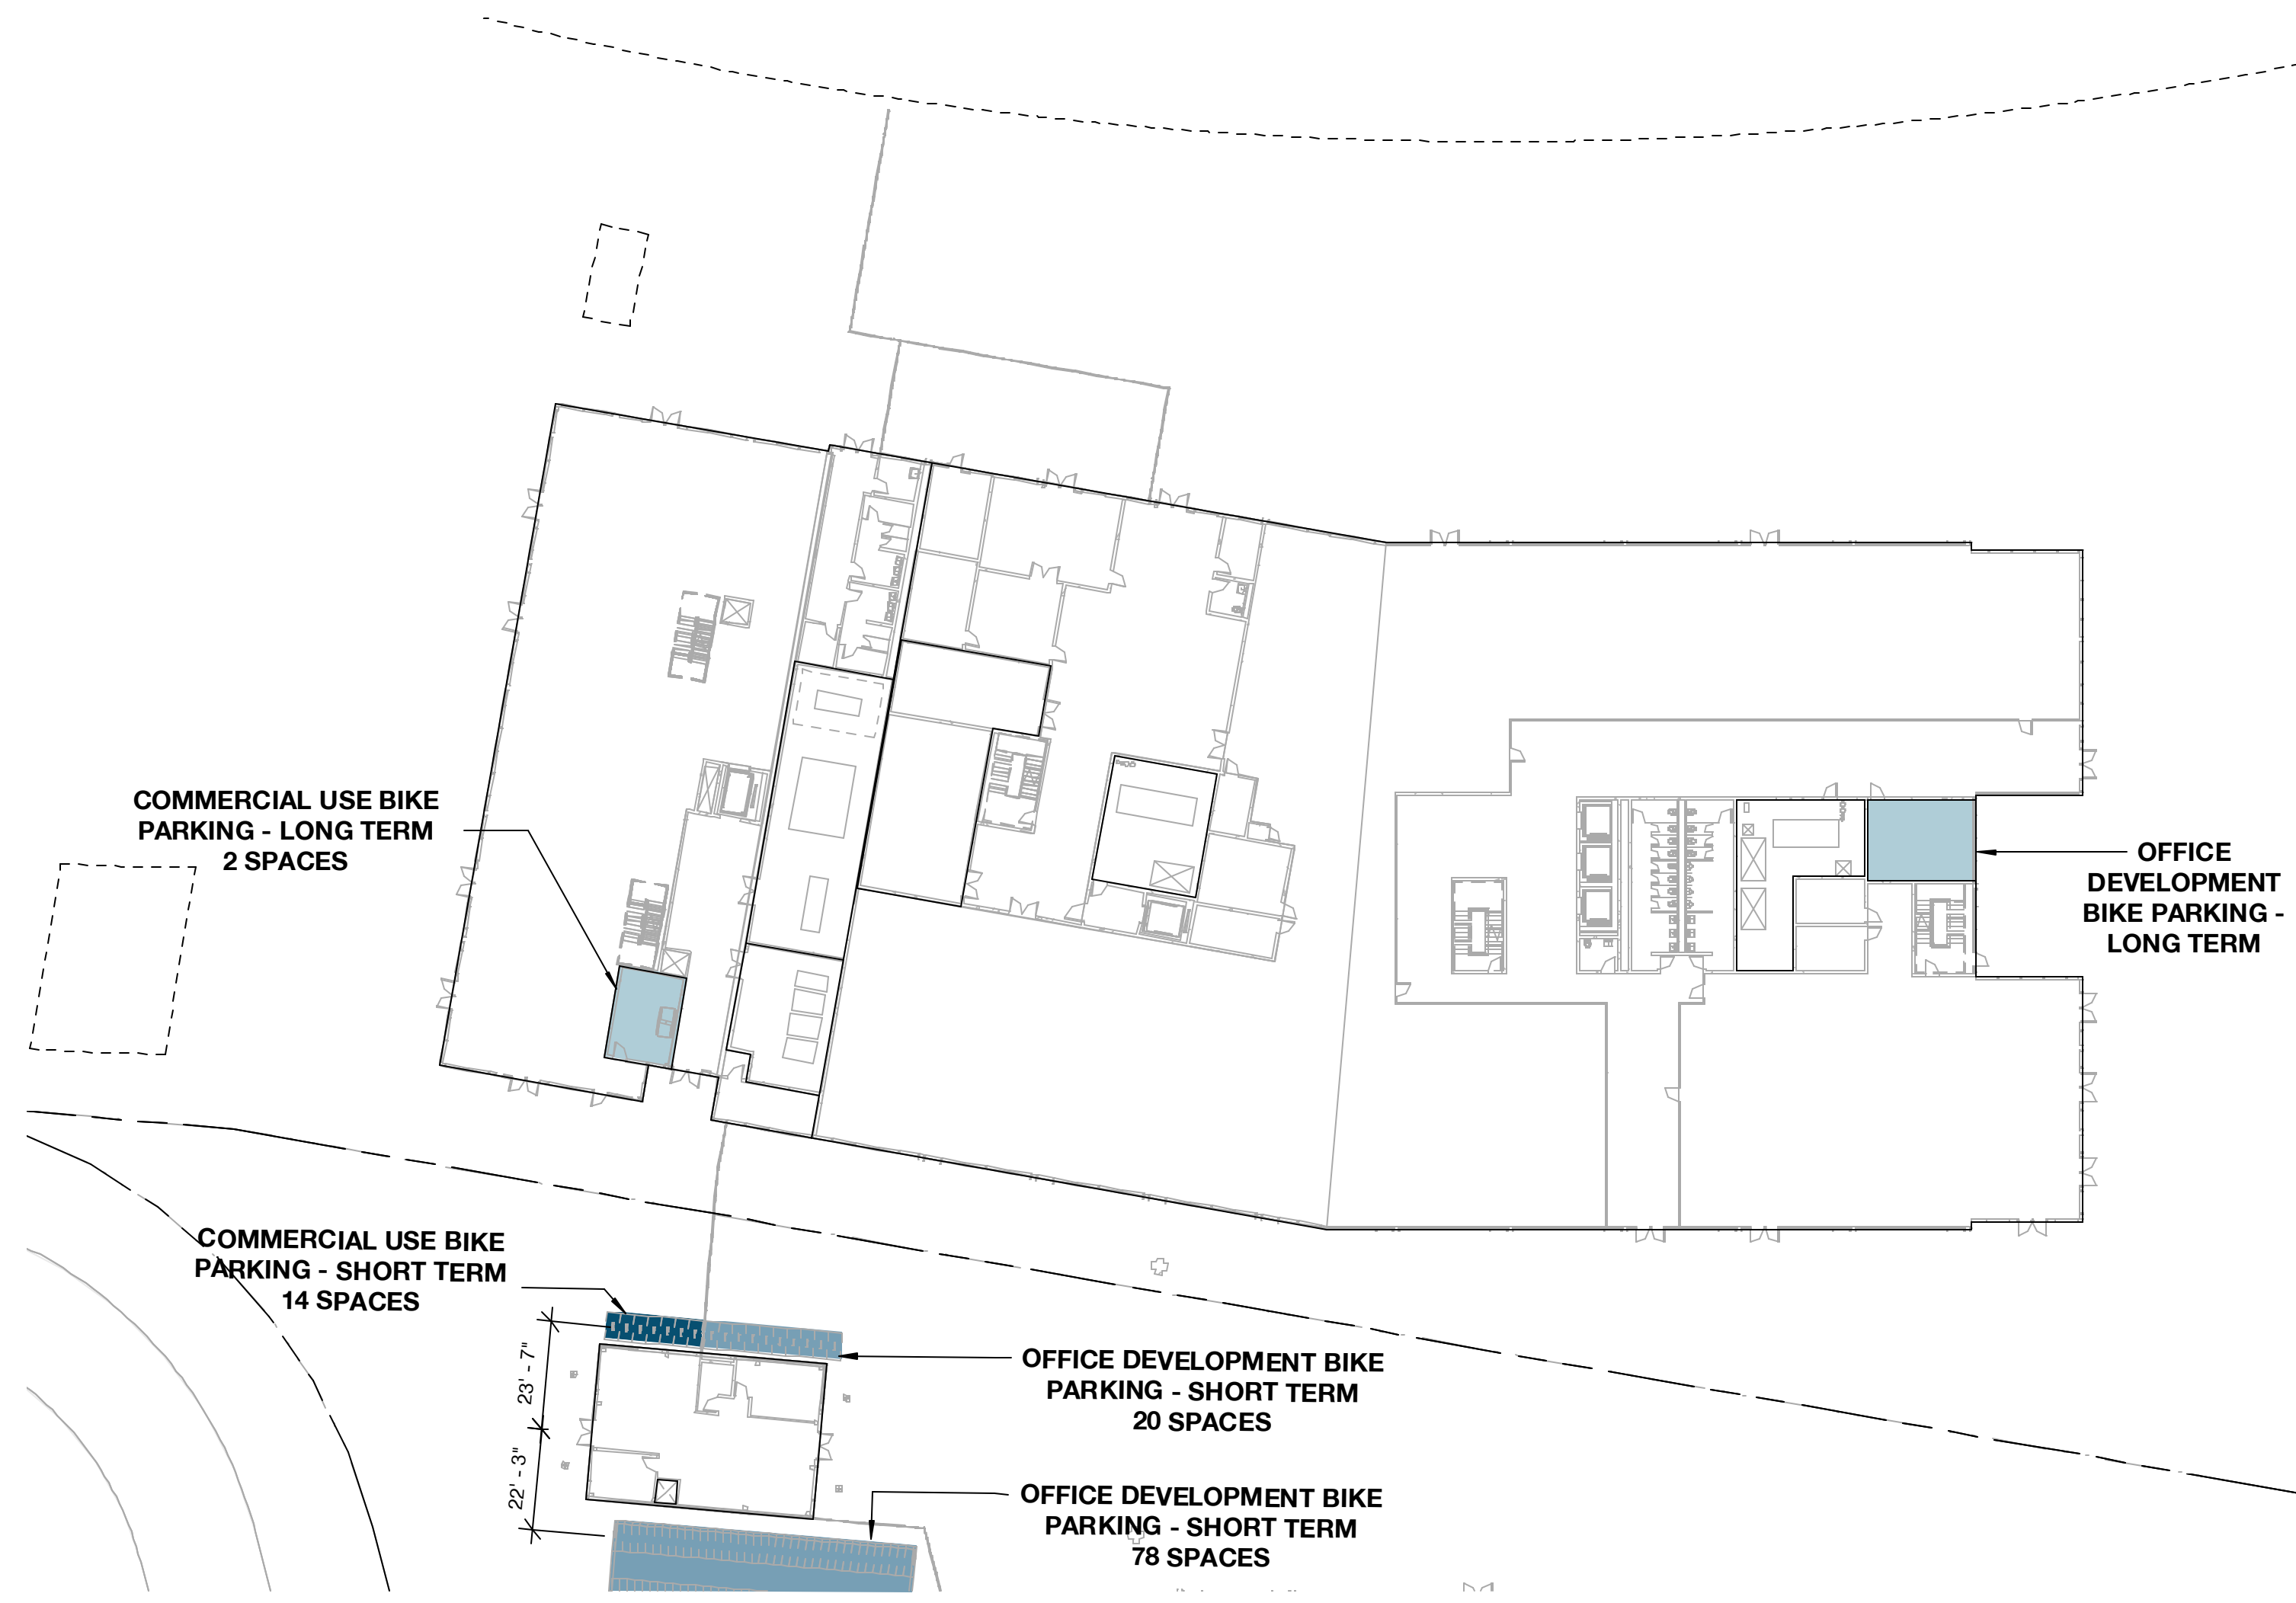 COMMERCIAL USE BIKE
PARKING - LONG TERM
2 SPACES
OFFICE
DEVELOPMENT
BIKE PARKING -
LONG TERM
COMMERCIAL USE BIKE
PARKING - SHORT TERM
14 SPACES
23' - 7"
OFFICE DEVELOPMENT BIKE
PARKING - SHORT TERM
20 SPACES
22' - 3"
OFFICE DEVELOPMENT BIKE
PARKING - SHORT TERM
78 SPACES